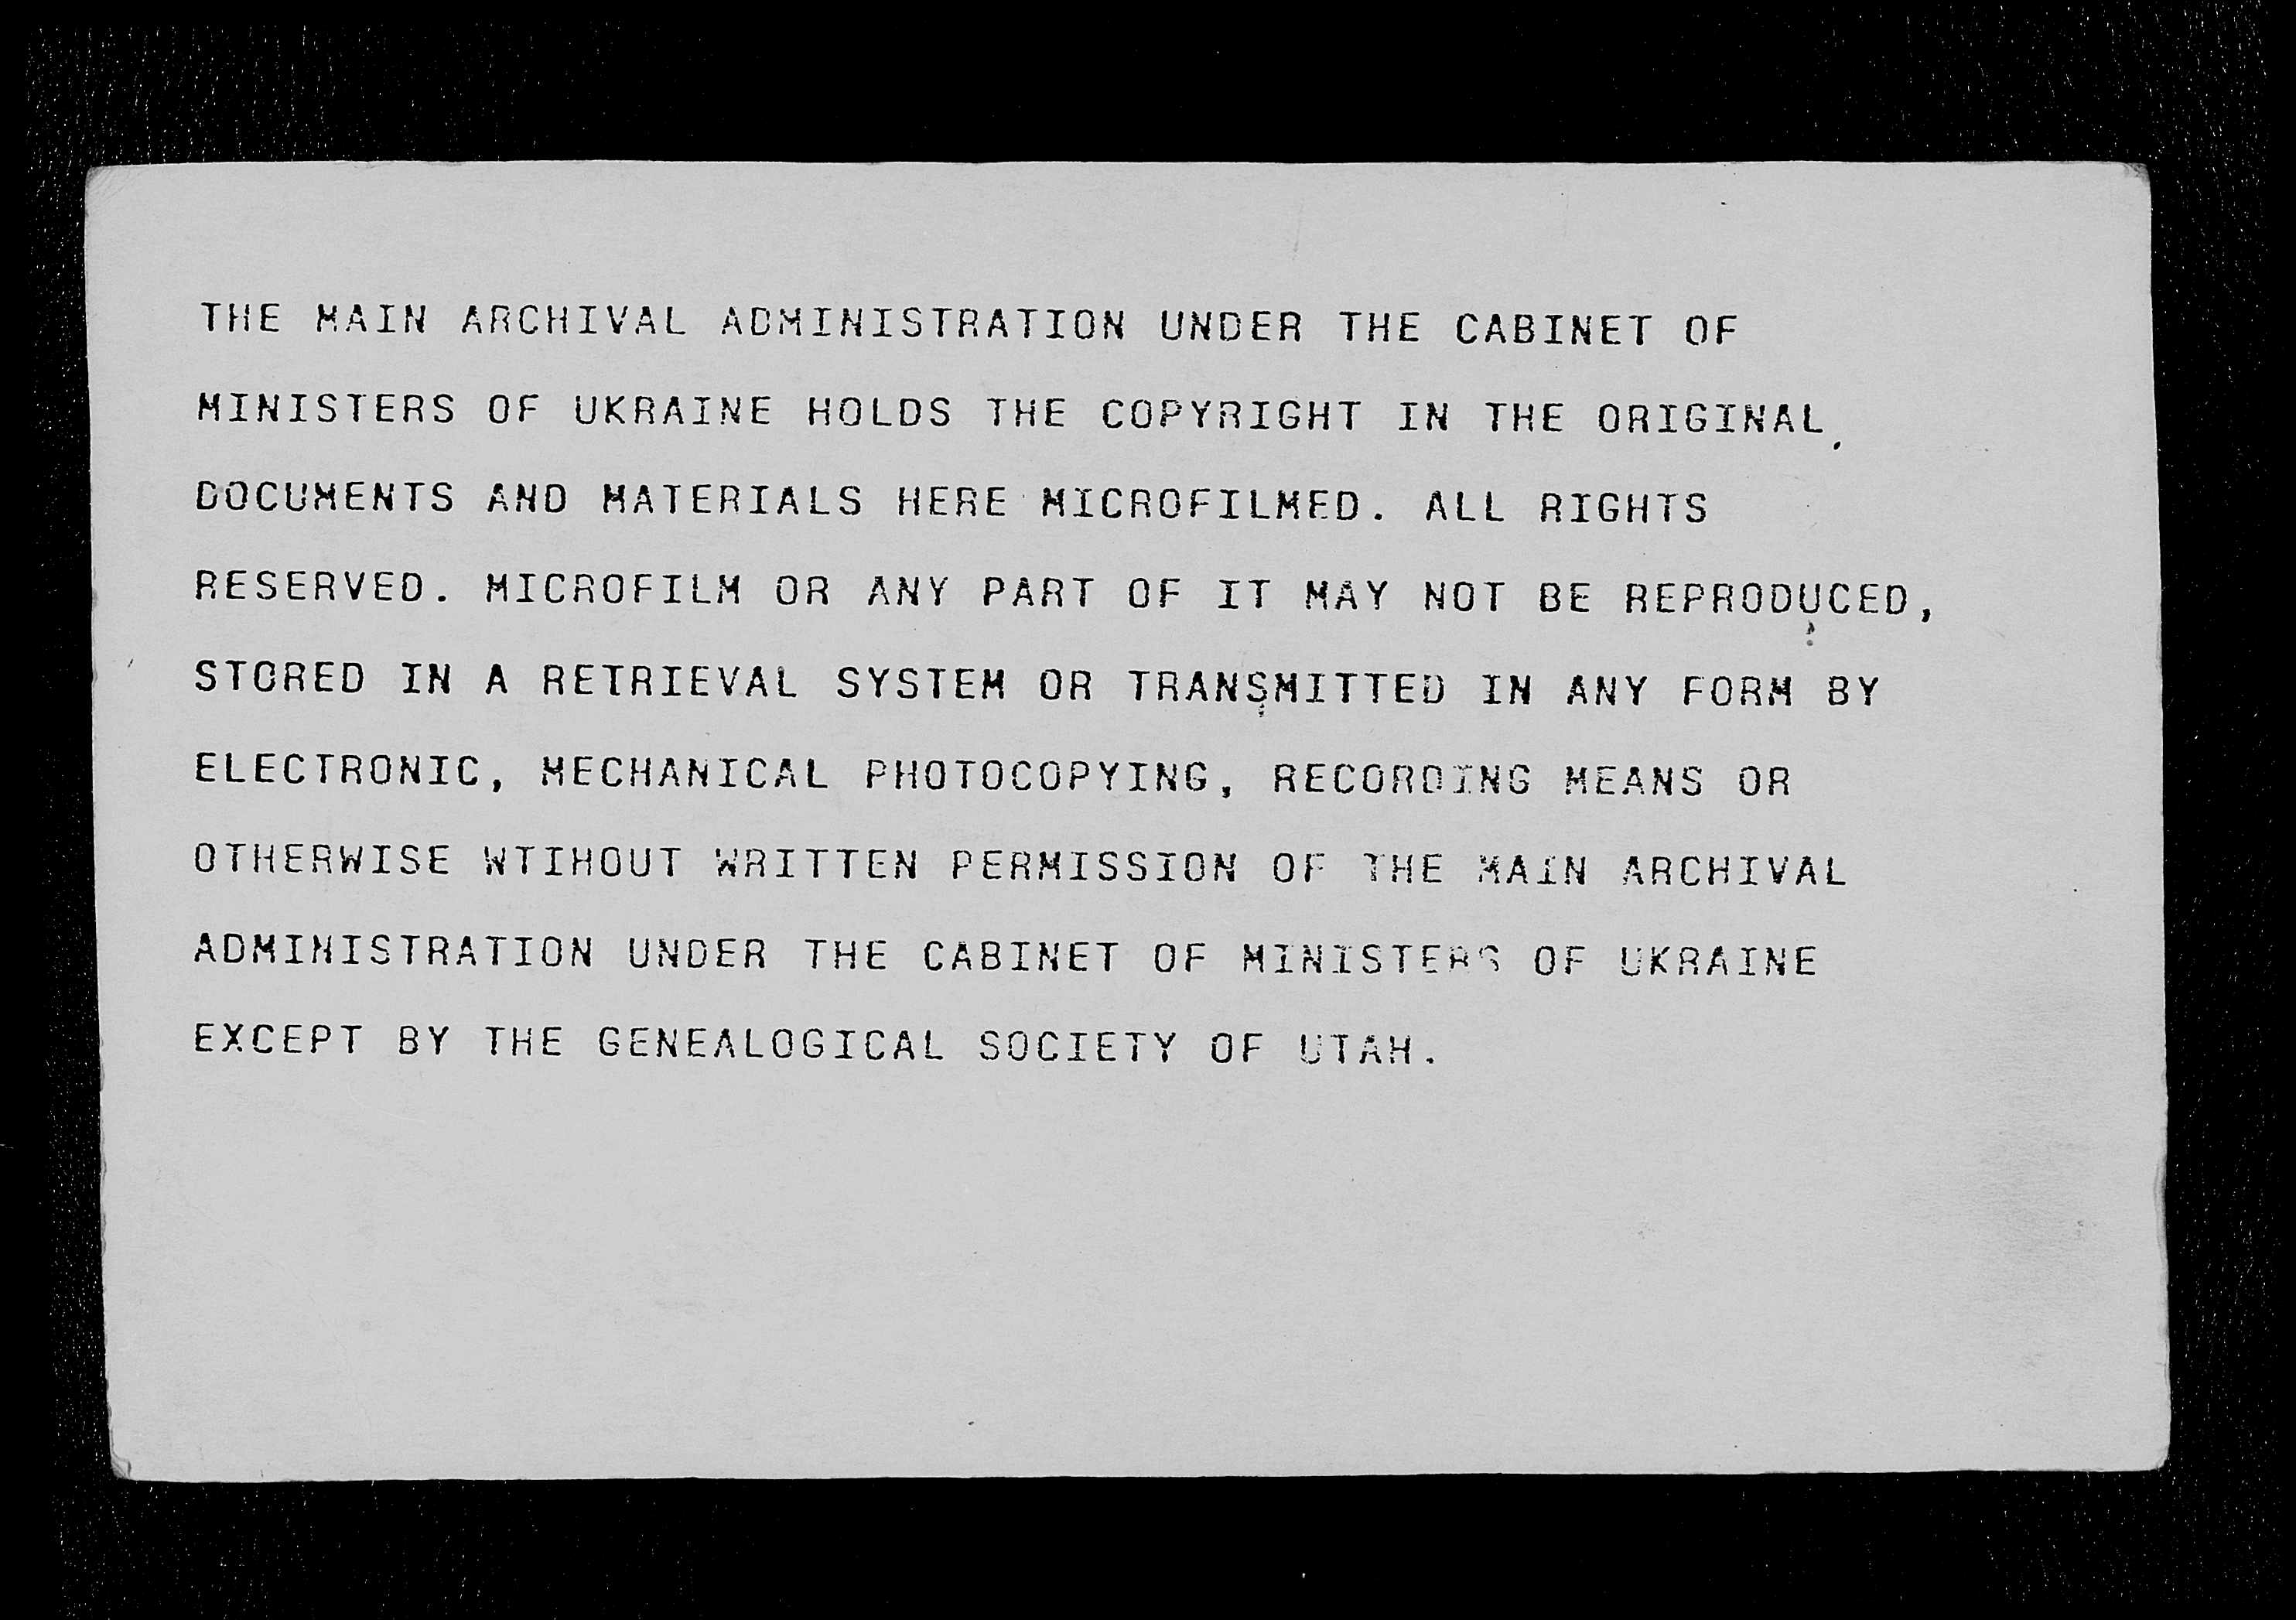 THE MAIN ARCHIVAL ADMINISTRATION UNDER THE CABINET OF
MINISTERS OF UKRAINE HOLDS THE COPYRIGHT IN THE ORIGINAL
DOCUMENTS AND MATERIALS HERE MICROFILMED. ALL RIGHTS
RESERVED. MICROFILM OR ANY PART OF IT MAY NOT BE REPRODUCED,
STORED IN A RETRIEVAL SYSTEM OR TRANSMITTED IN ANY FORM BY
ELECTRONIC, MECHANICAL PHOTOCOPYING, RECORDING MEANS OR
OTHERWISE WTIHOUT WRITTEN PERMISSION OF THE MAIN ARCHIVAL
ADMINISTRATION UNDER THE CABINET OF MINISTERS OF UKRAINE
EXCEPT BY THE GENEALOGICAL SOCIETY OF UTAH.